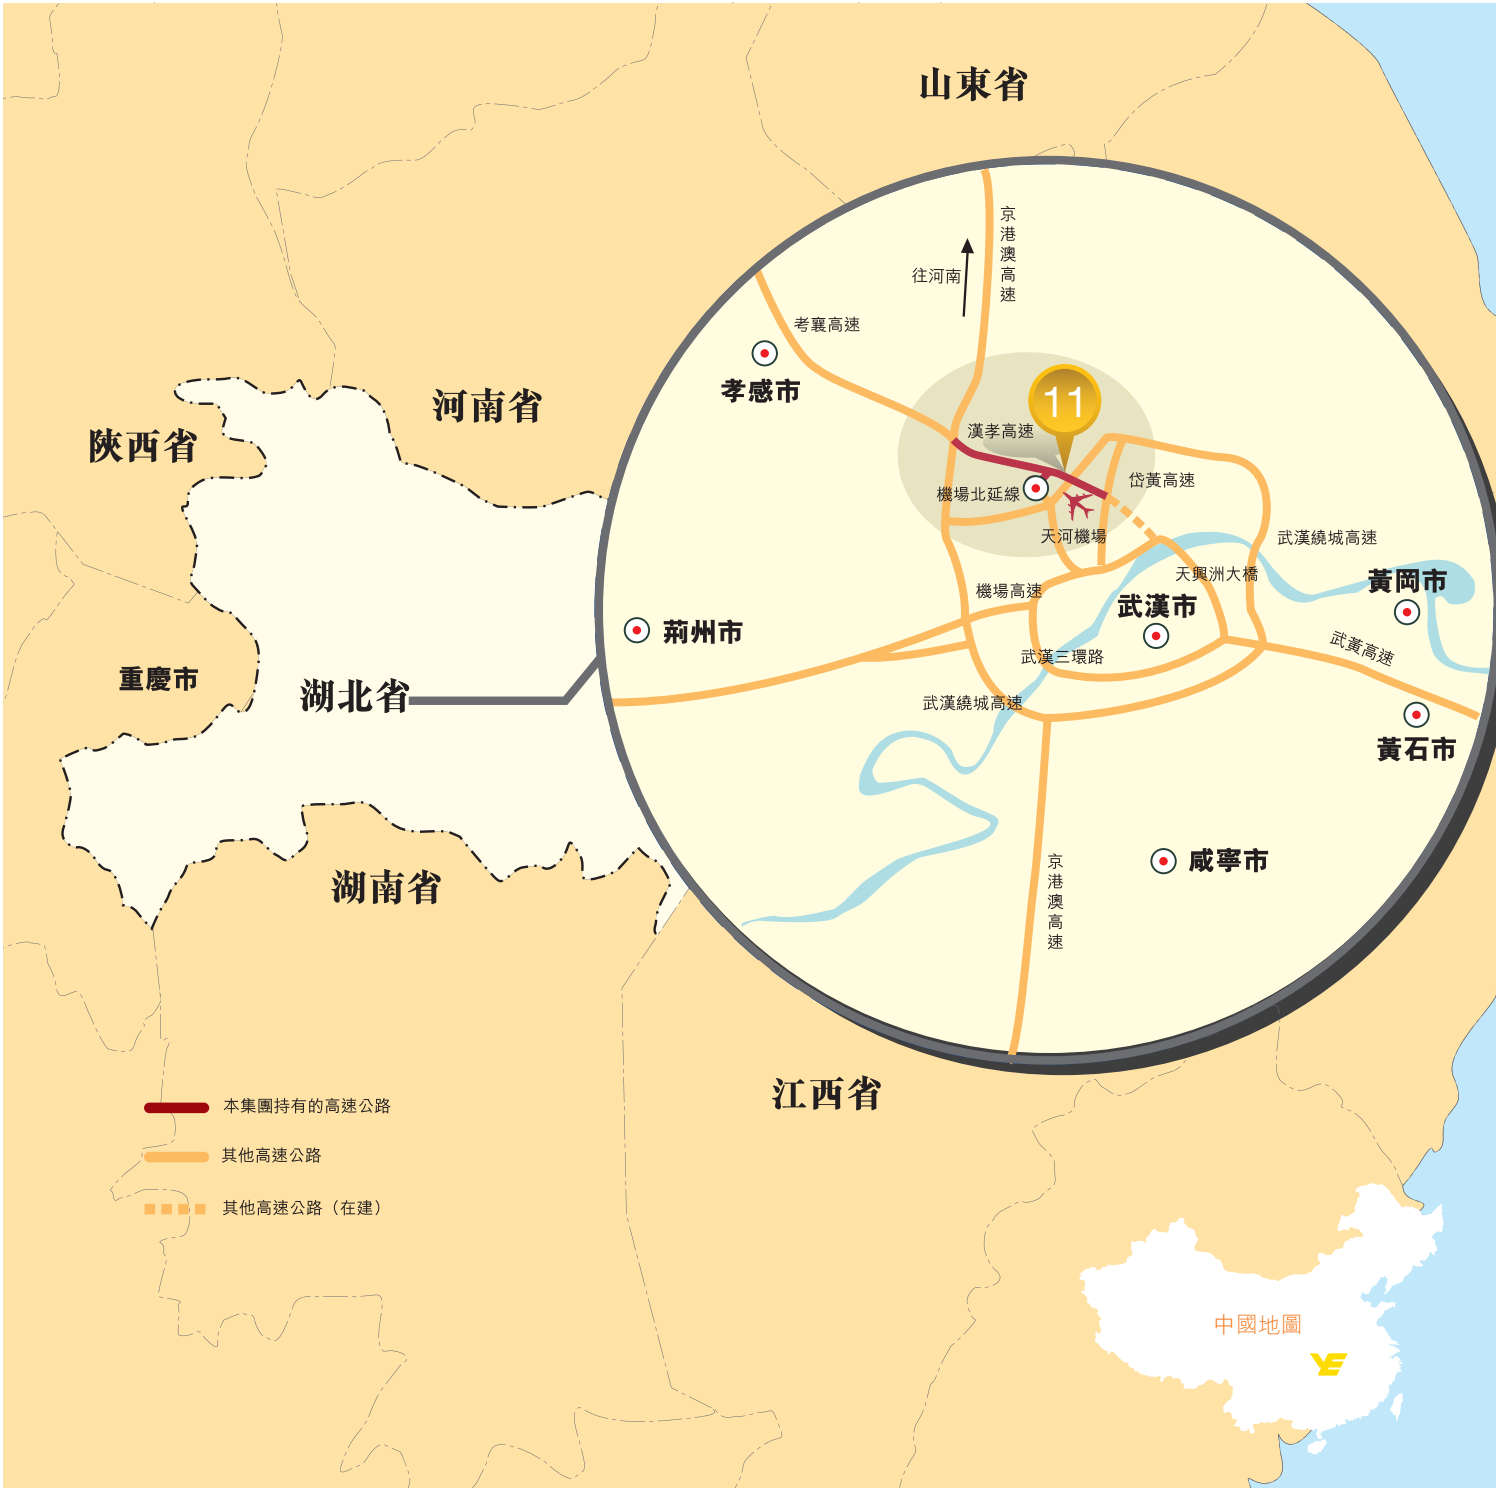 山東省
京港澳高速
往河南
考襄高速
孝感市
河南省
11
陝西省
漢孝高速
岱黃高速
機場北延線
天河機場
武漢繞城高速
天興洲大橋
黃岡市
機場高速
武漢市
荊州市
武黃高速
武漢三環路
重慶市
湖北省
武漢繞城高速
黃石市
京港澳高速
咸寧市
湖南省
江西省
本集團持有的高速公路
其他高速公路
其他高速公路（在建）
中國地圖
YE